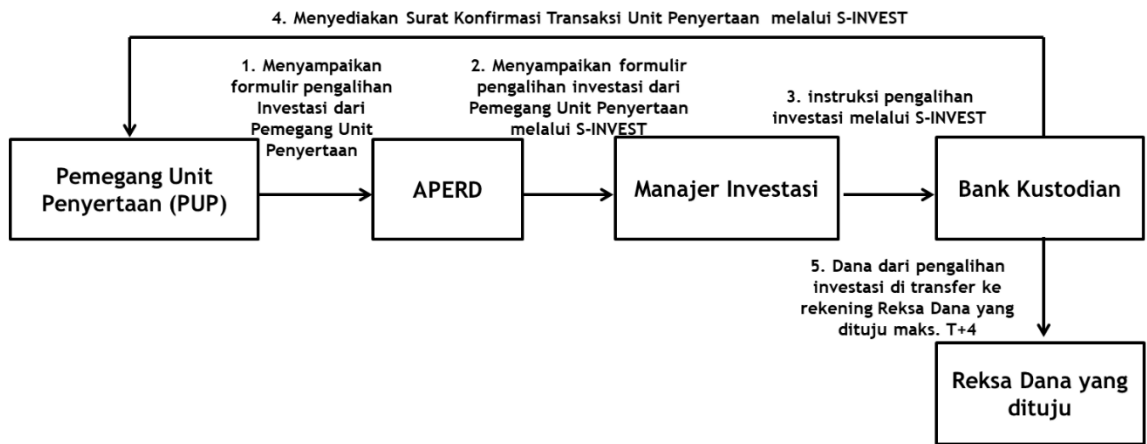 4. Menyediakan Surat Konfirmasi Transaksi Unit Penyertaan melalui S-INVEST
1. Menyampaikan
formulir pengalihan
Investasi dari
Pemegang Unit
Penyertaan
2. Menyampaikan formulir
pengalihan investasi dari
Pemegang Unit Penyertaan
melalui S-INVEST
3. instruksi pengalihan
investasi melalui S-INVEST
Pemegang Unit
Penyertaan (PUP)
APERD
Manajer Investasi
Bank Kustodian
5. Dana dari pengalihan
investasi di transfer ke
rekening Reksa Dana yang
dituju maks. T+4
Reksa Dana yang
dituju